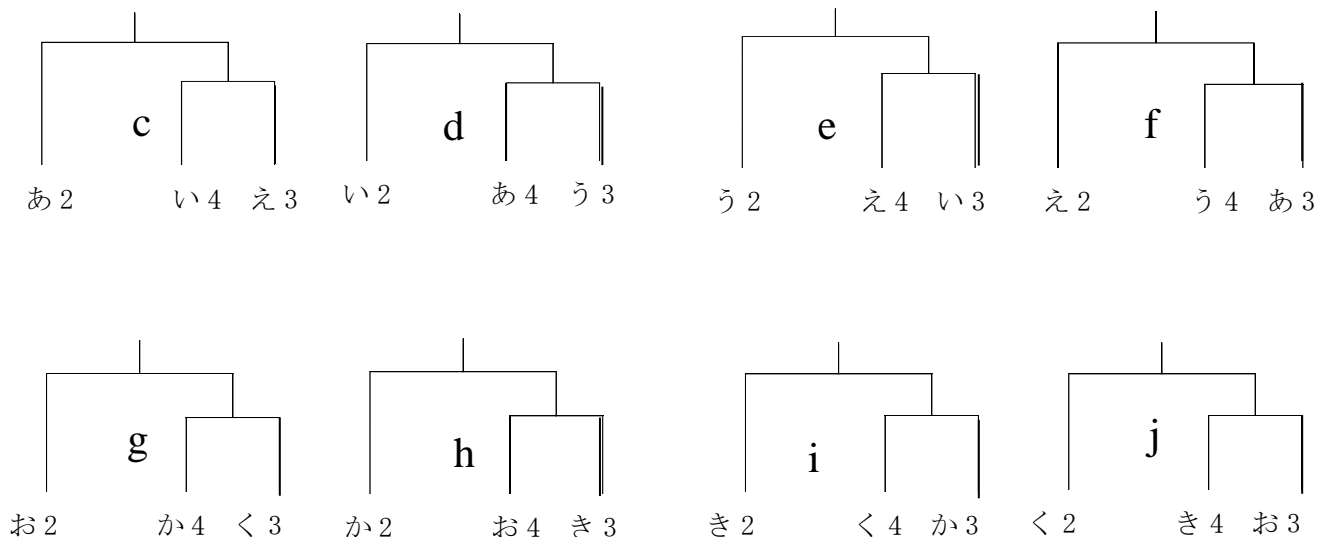 c d e f
あ2 い4 え3 い2 あ4 う3 う2 え4 い3 え2 う4 あ3
g h i j
お2 か4 く3 か2 お4 き3 き2 く4 か3 く2 き4 お3